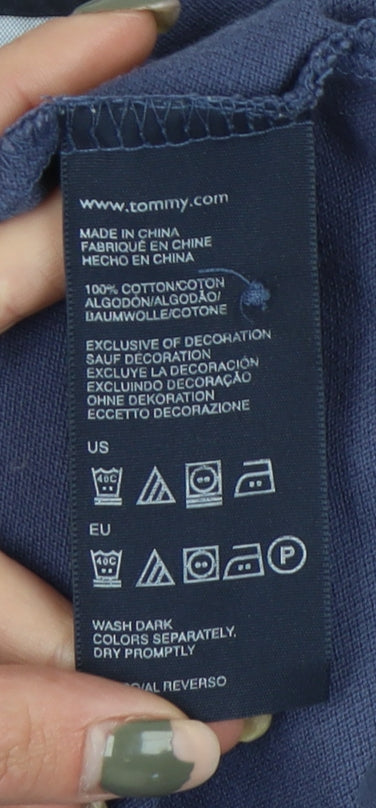 www.tommy.com
MADE IN CHINA
FABRIQUÉ EN CHINE
HECHO EN CHINA
100% COTTON/COTON
ALGODÓN/ALGODÃO/
BAUMWOLLE/COTONE
EXCLUSIVE OF DECORATION
SAUF DÉCORATION
EXCLUYE LA DECORACIÓN
EXCLUINDO DECORAÇÃO
OHNE DEKORATION
ECCETTO DECORAZIONE
US
40C
EU
40C P
WASH DARK
COLORS SEPARATELY.
DRY PROMPTLY
/AL REVERSO